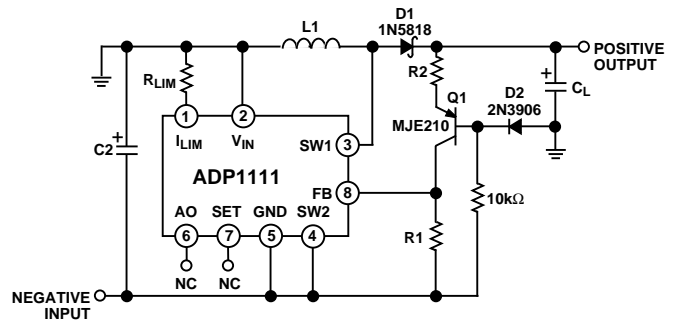 D1
1N5818
L1
POSITIVE
OUTPUT
RLIM
R2
Q1
D2
2N3906
CL
1
2
MJE210
ILIM
VIN
C2
SW1
3
ADP1111
FB
8
10kΩ
AO
SET
GND
SW2
6
7
5
4
R1
NC
NC
NEGATIVE
INPUT